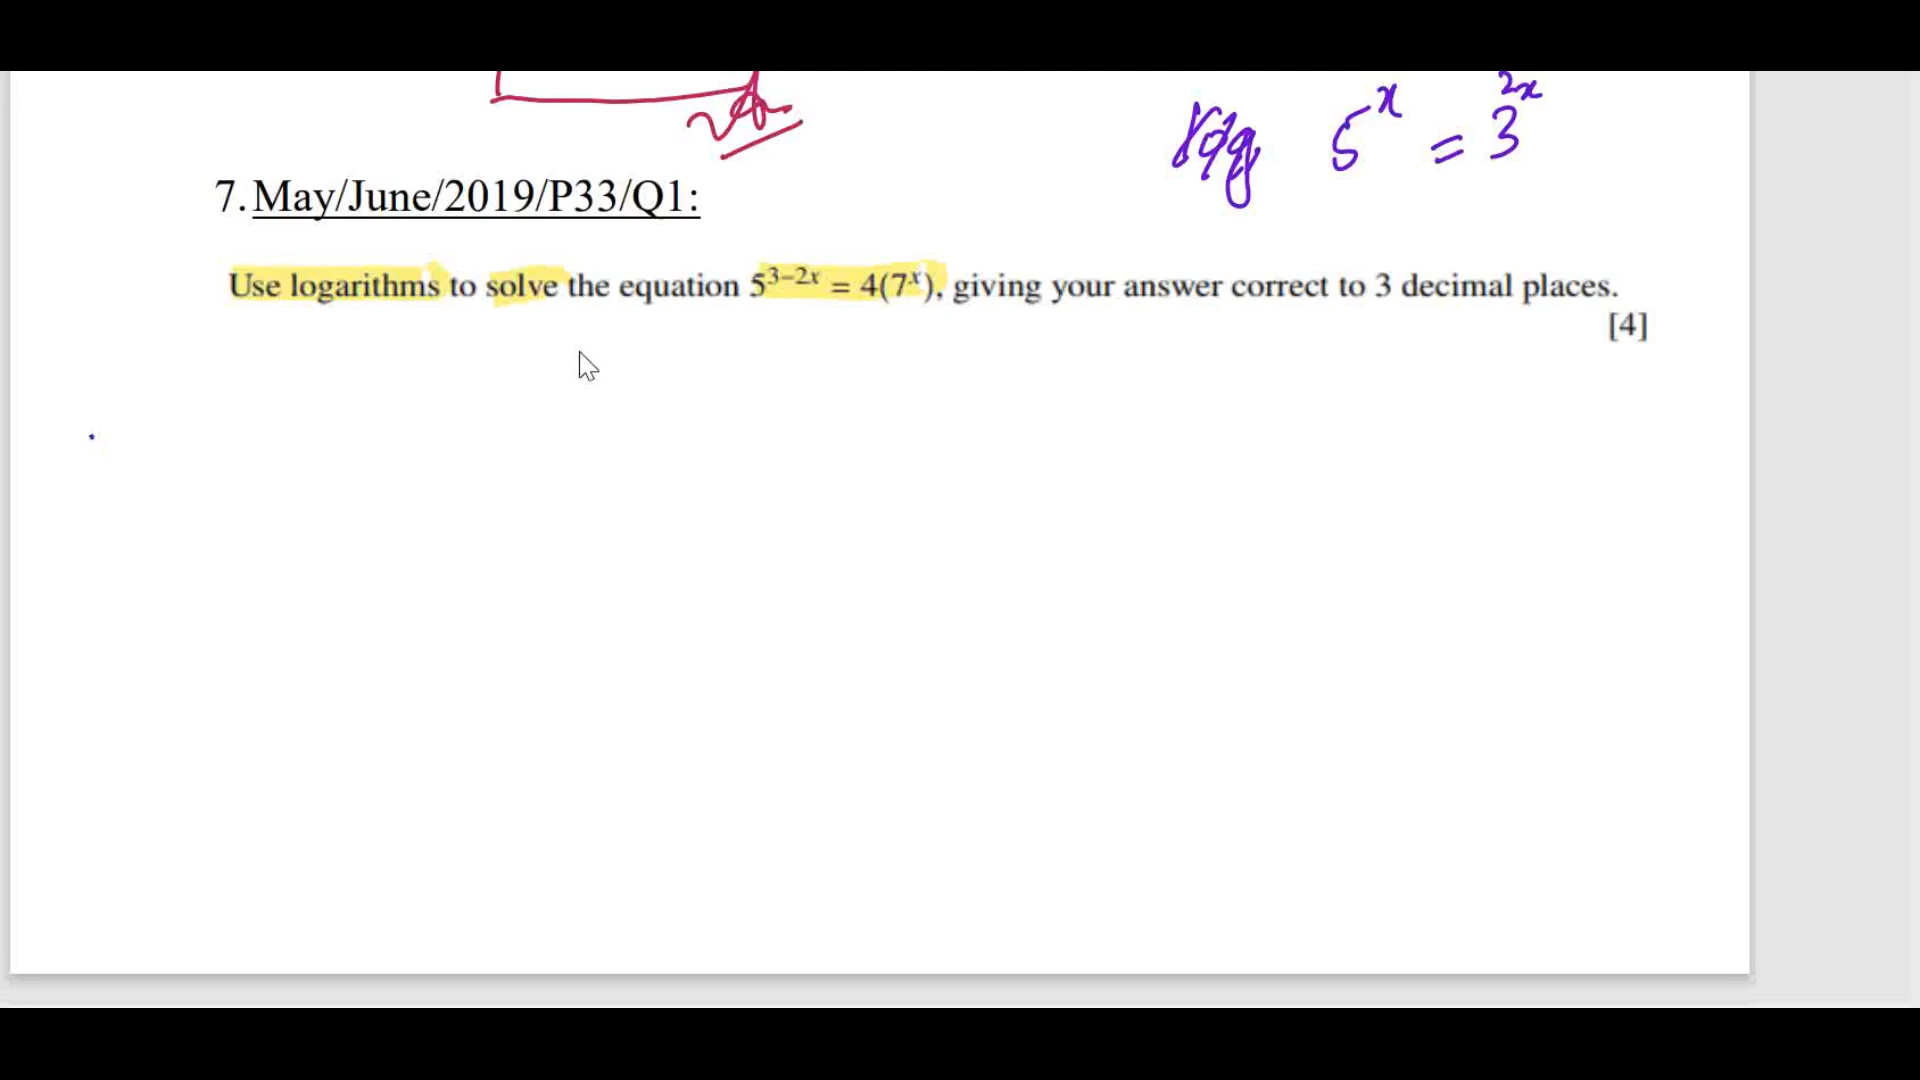 log 5^x = 3^2x
7. May/June/2019/P33/Q1:
Use logarithms to solve the equation 5^{3−2x} = 4(7^x), giving your answer correct to 3 decimal places.
[4]